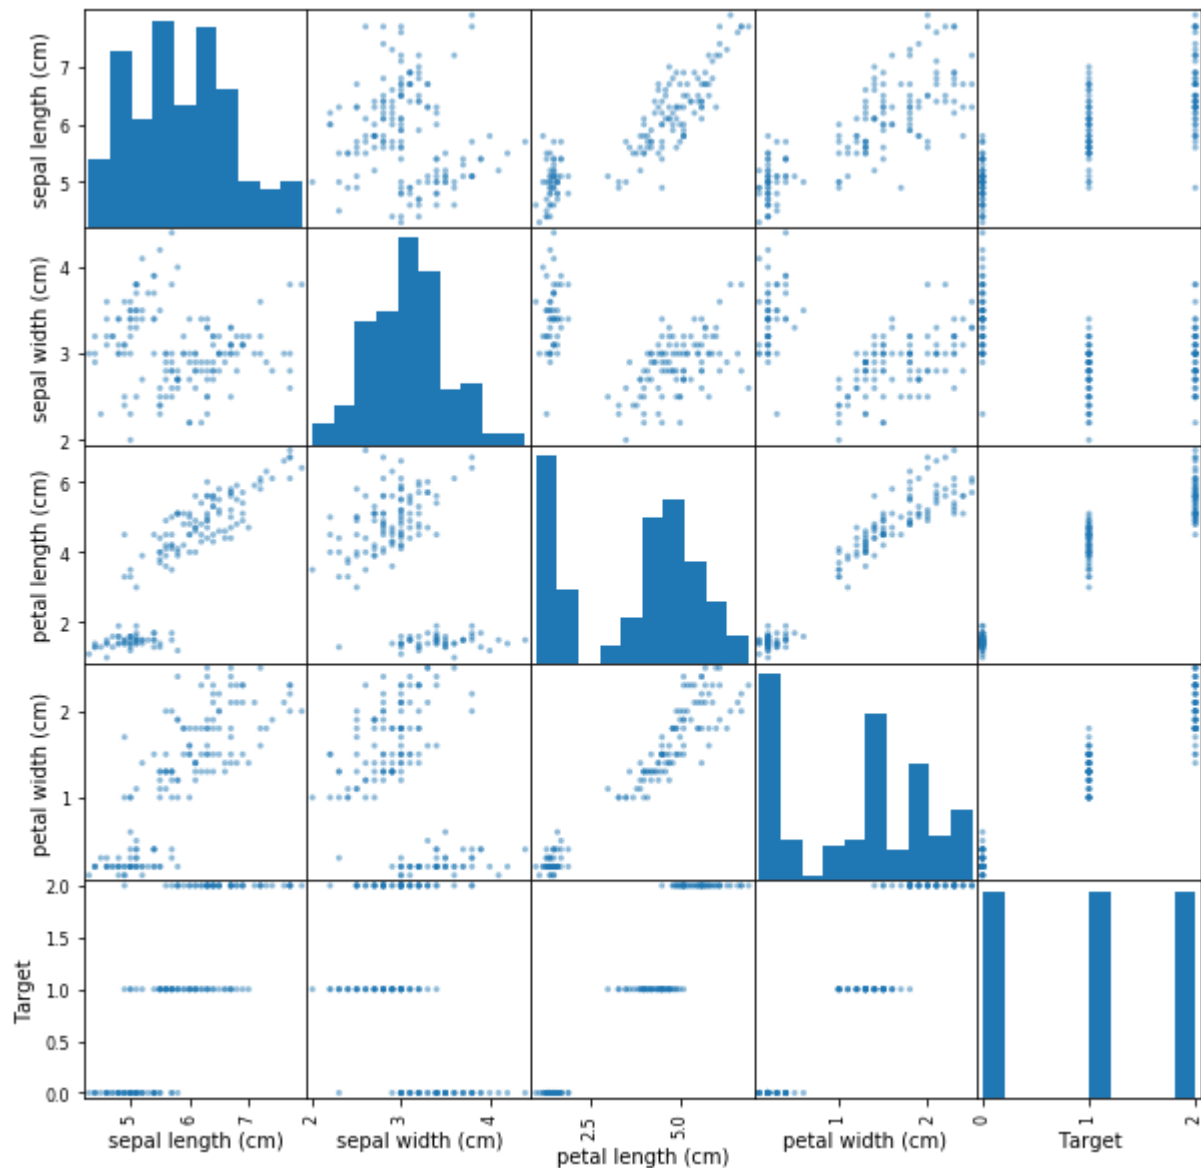 sepal length (cm)
7
6
5
sepal width (cm)
4
3
2
petal length (cm)
6
4
2
petal width (cm)
2
1
Target
2.0
1.5
1.0
0.5
0.0
5 6 7 2 3 4 2.5 5.0 1 2 0 1 2
sepal length (cm) sepal width (cm) petal length (cm) petal width (cm) Target